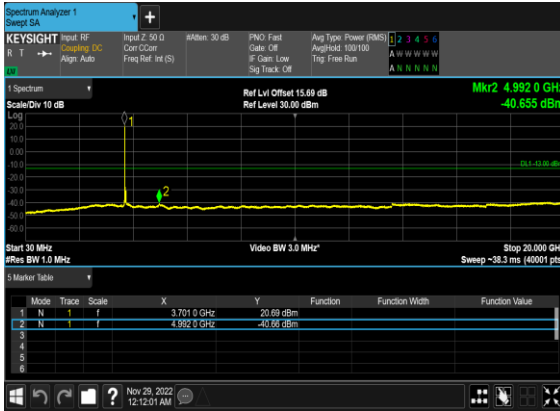 Spectrum Analyzer 1
Swept SA
+
KEYSIGHT
R T
Input: RF
Coupling: DC
Align: Auto
Input Z: 50 Ω
Corr CCorr
Freq Ref: Int (S)
#Atten: 30 dB
PNO: Fast
Gate: Off
IF Gain: Low
Sig Track: Off
Avg Type: Power (RMS)
Avg|Hold: 100/100
Trig: Free Run
1 2 3 4 5 6
A W W W W W
A N N N N N
1 Spectrum
Scale/Div 10 dB
Ref Lvl Offset 15.69 dB
Ref Level 30.00 dBm
Mkr2 4.992 0 GHz
-40.655 dBm
Log
20.0
10.0
0.00
-10.0
-20.0
-30.0
-40.0
-50.0
-60.0
1
2
DL1 -13.00 dBm
Start 30 MHz
#Res BW 1.0 MHz
Video BW 3.0 MHz*
Stop 20.000 GH
Sweep ~38.3 ms (40001 pts
5 Marker Table
Mode Trace Scale X Y Function Function Width Function Value
1 N 1 f 3.701 0 GHz 20.69 dBm
2 N 1 f 4.992 0 GHz -40.66 dBm
3
4
5
6
?
Nov 29, 2022
12:12:01 AM